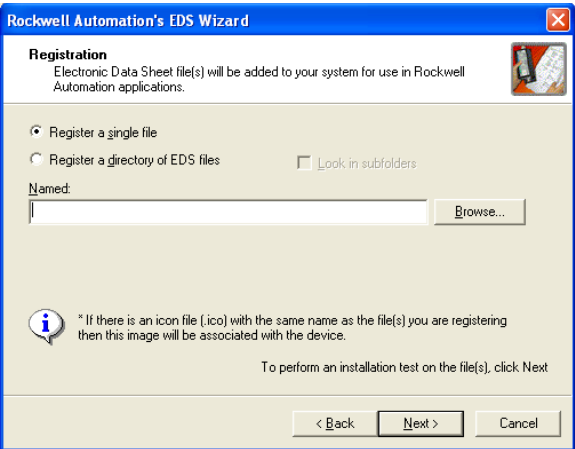 Rockwell Automation's EDS Wizard
Registration
Electronic Data Sheet file(s) will be added to your system for use in Rockwell
Automation applications.
Register a single file
Register a directory of EDS files
Look in subfolders
Named:
Browse...
* If there is an icon file (.ico) with the same name as the file(s) you are registering
then this image will be associated with the device.
To perform an installation test on the file(s), click Next
< Back
Next >
Cancel